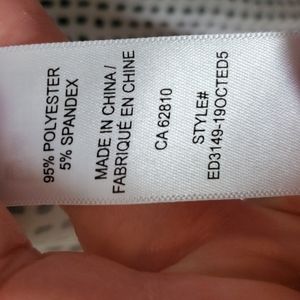 95% POLYESTER
5% SPANDEX
MADE IN CHINA /
FABRIQUÉ EN CHINE
CA 62810
STYLE#
ED3149-19OCTED5